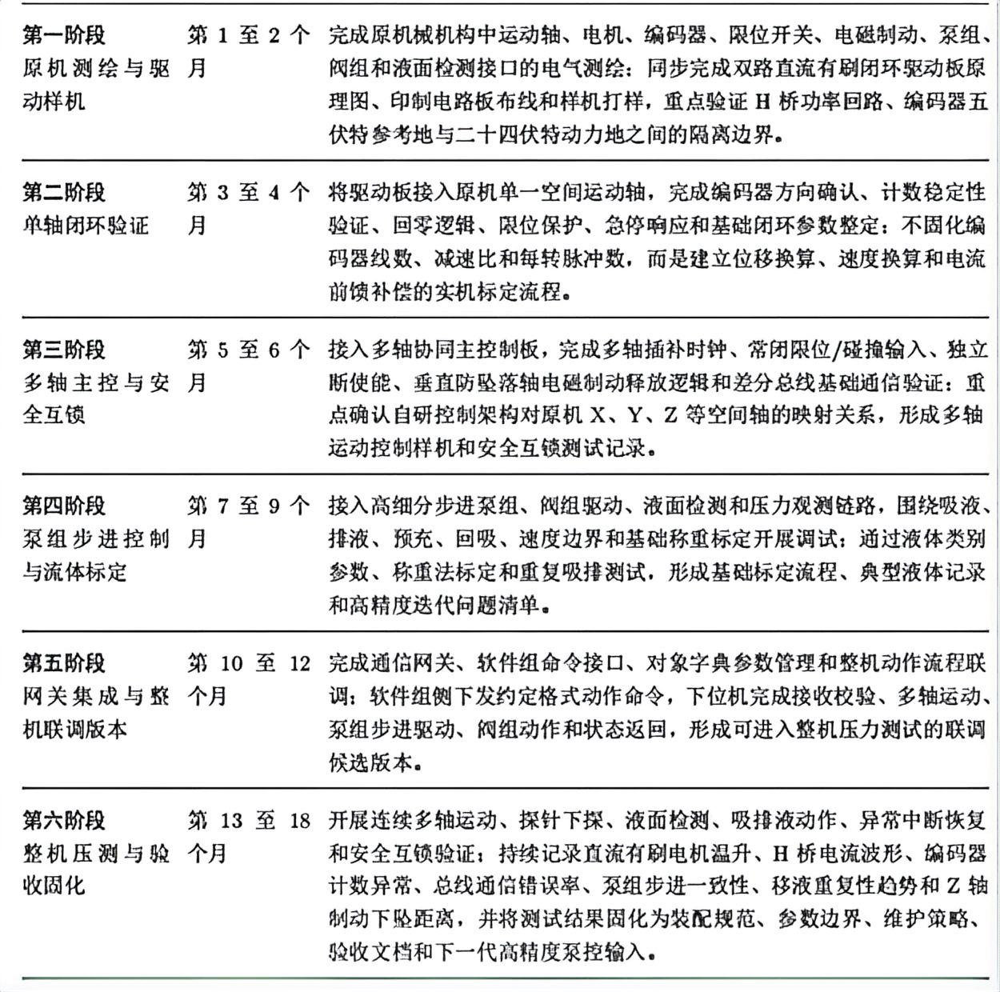 第一阶段
原机测绘与驱
动样机
第 1 至 2 个
月
完成原机械机构中运动轴、电机、编码器、限位开关、电磁制动、泵组、
阀组和液面检测接口的电气测绘；同步完成双路直流有刷闭环驱动板原
理图、印制电路板布线和样机打样，重点验证 H 桥功率回路、编码器五
伏特参考地与二十四伏特动力地之间的隔离边界。
第二阶段
单轴闭环验证
第 3 至 4 个
月
将驱动板接入原机单一空间运动轴，完成编码器方向确认、计数稳定性
验证、回零逻辑、限位保护、急停响应和基础闭环参数整定；不固化编
码器线数、减速比和每转脉冲数，而是建立位移换算、速度换算和电流
前馈补偿的实机标定流程。
第三阶段
多轴主控与安
全互锁
第 5 至 6 个
月
接入多轴协同主控制板，完成多轴插补时钟、常闭限位/碰撞输入、独立
断使能、垂直防坠落轴电磁制动释放逻辑和差分总线基础通信验证；重
点确认自研控制架构对原机 X、Y、Z 等空间轴的映射关系，形成多轴
运动控制样机和安全互锁测试记录。
第四阶段
泵组步进控制
与流体标定
第 7 至 9 个
月
接入高细分步进泵组、阀组驱动、液面检测和压力观测链路，围绕吸液、
排液、预充、回吸、速度边界和基础称重标定开展调试；通过液体类别
参数、称重法标定和重复吸排测试，形成基础标定流程、典型液体记录
和高精度迭代问题清单。
第五阶段
网关集成与整
机联调版本
第 10 至 12
个月
完成通信网关、软件组命令接口、对象字典参数管理和整机动作流程联
调；软件组侧下发约定格式动作命令，下位机完成接收校验、多轴运动、
泵组步进驱动、阀组动作和状态返回，形成可进入整机压力测试的联调
候选版本。
第六阶段
整机压测与验
收固化
第 13 至 18
个月
开展连续多轴运动、探针下探、液面检测、吸排液动作、异常中断恢复
和安全互锁验证；持续记录直流有刷电机温升、H 桥电流波形、编码器
计数异常、总线通信错误率、泵组步进一致性、移液重复性趋势和 Z 轴
制动下坠距离，并将测试结果固化为装配规范、参数边界、维护策略、
验收文档和下一代高精度泵控输入。